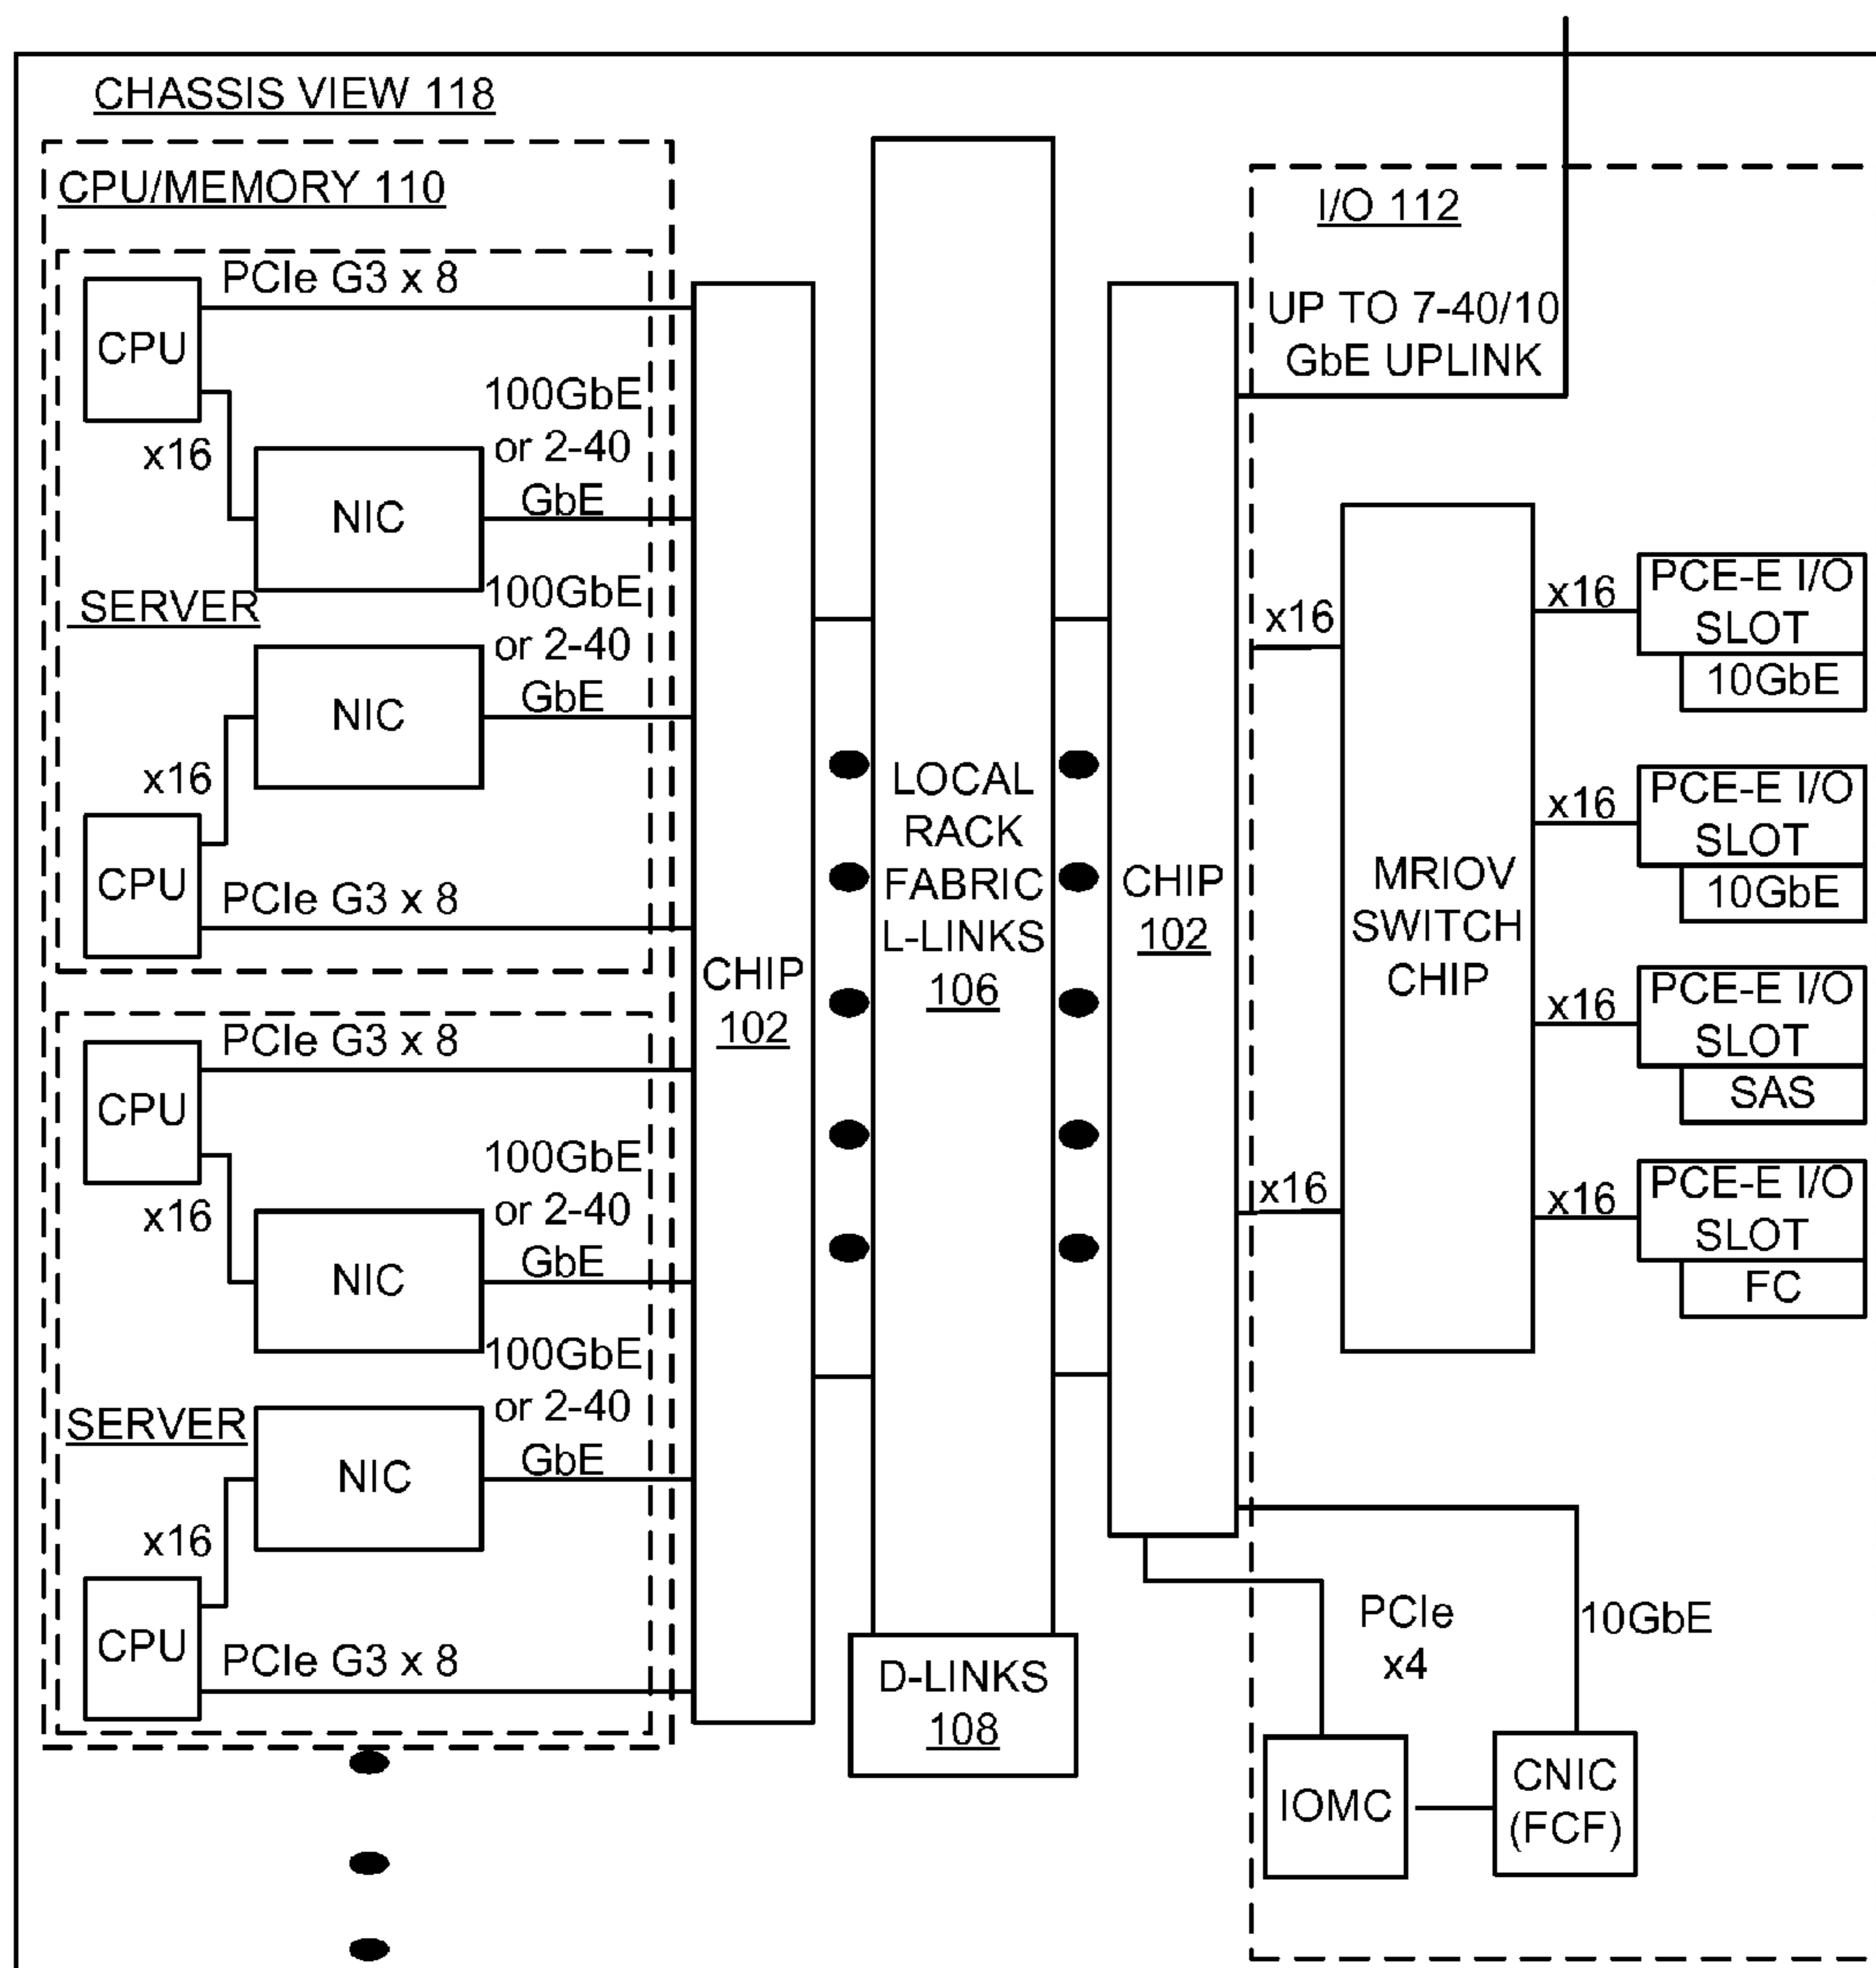 CHASSIS VIEW 118
CPU/MEMORY 110
PCIe G3 x 8
CPU
x16
100GbE
or 2-40
GbE
NIC
SERVER
100GbE
or 2-40
GbE
NIC
x16
CPU
PCIe G3 x 8
PCIe G3 x 8
CPU
x16
100GbE
or 2-40
GbE
NIC
SERVER
100GbE
or 2-40
GbE
NIC
x16
CPU
PCIe G3 x 8
CHIP
102
LOCAL
RACK
FABRIC
L-LINKS
106
D-LINKS
108
CHIP
102
I/O 112
UP TO 7-40/10
GbE UPLINK
x16
x16
MRIOV
SWITCH
CHIP
x16
PCE-E I/O
SLOT
10GbE
x16
PCE-E I/O
SLOT
10GbE
x16
PCE-E I/O
SLOT
SAS
x16
PCE-E I/O
SLOT
FC
PCIe
x4
10GbE
IOMC
CNIC
(FCF)